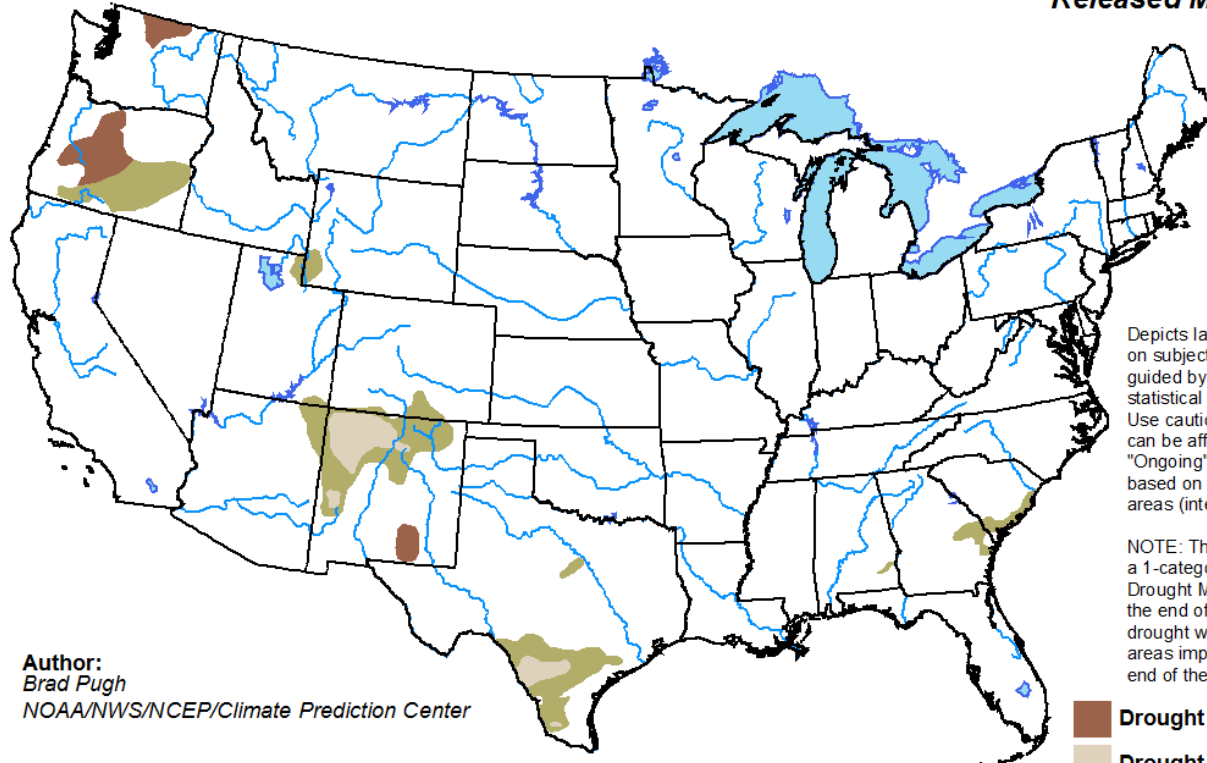 Released M
Depicts la
on subject
guided by
statistical
Use cautio
can be affe
"Ongoing"
based on
areas (inte
NOTE: Th
a 1-catego
Drought M
the end of
drought w
areas imp
end of the
Author:
Brad Pugh
NOAA/NWS/NCEP/Climate Prediction Center
Drought
Drought